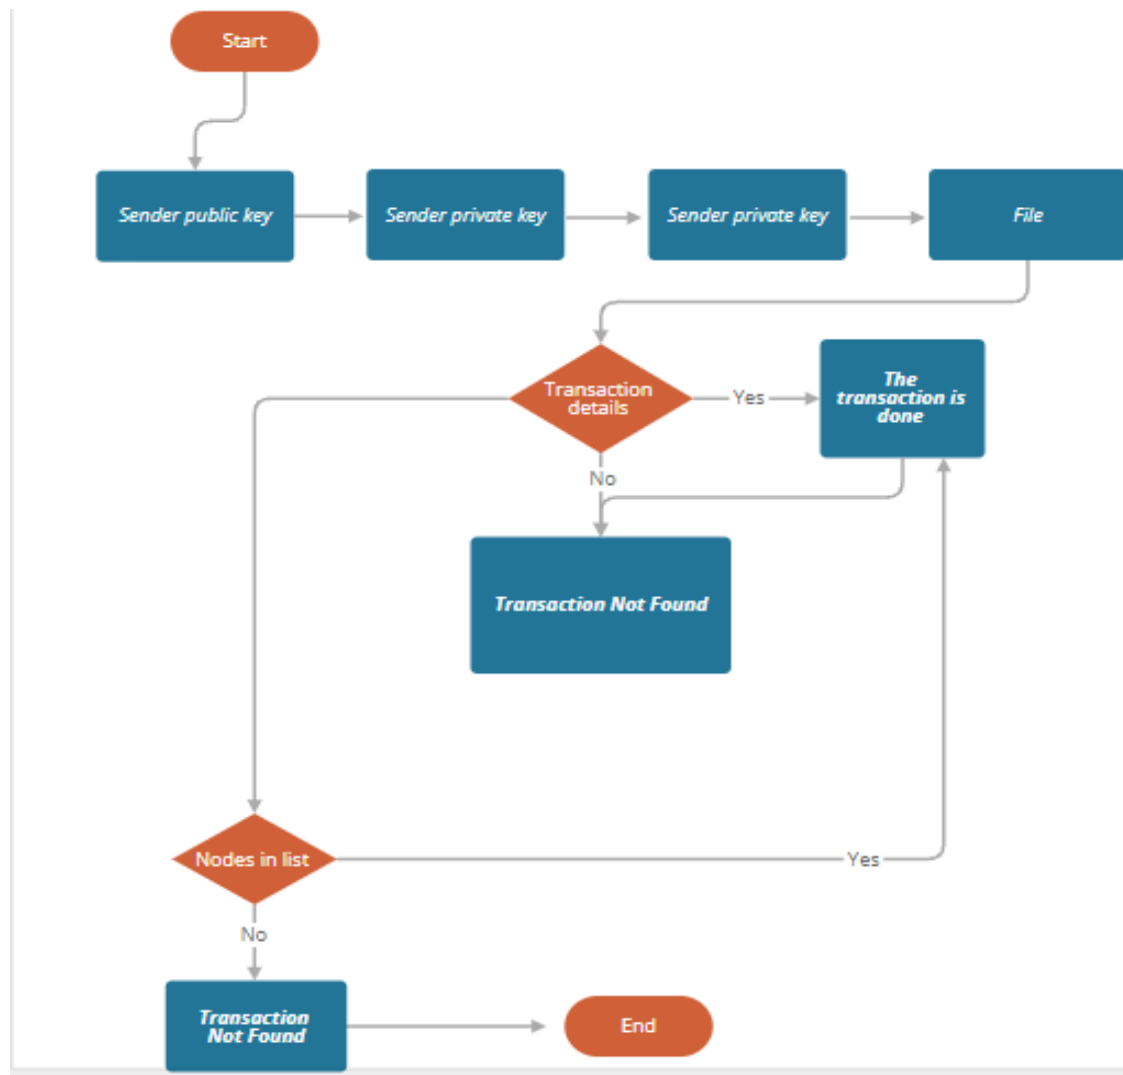 Start
Sender public key
Sender private key
Sender private key
File
Transaction
details
Yes
The
transaction is
done
No
Transaction Not Found
Nodes in list
Yes
No
Transaction
Not Found
End